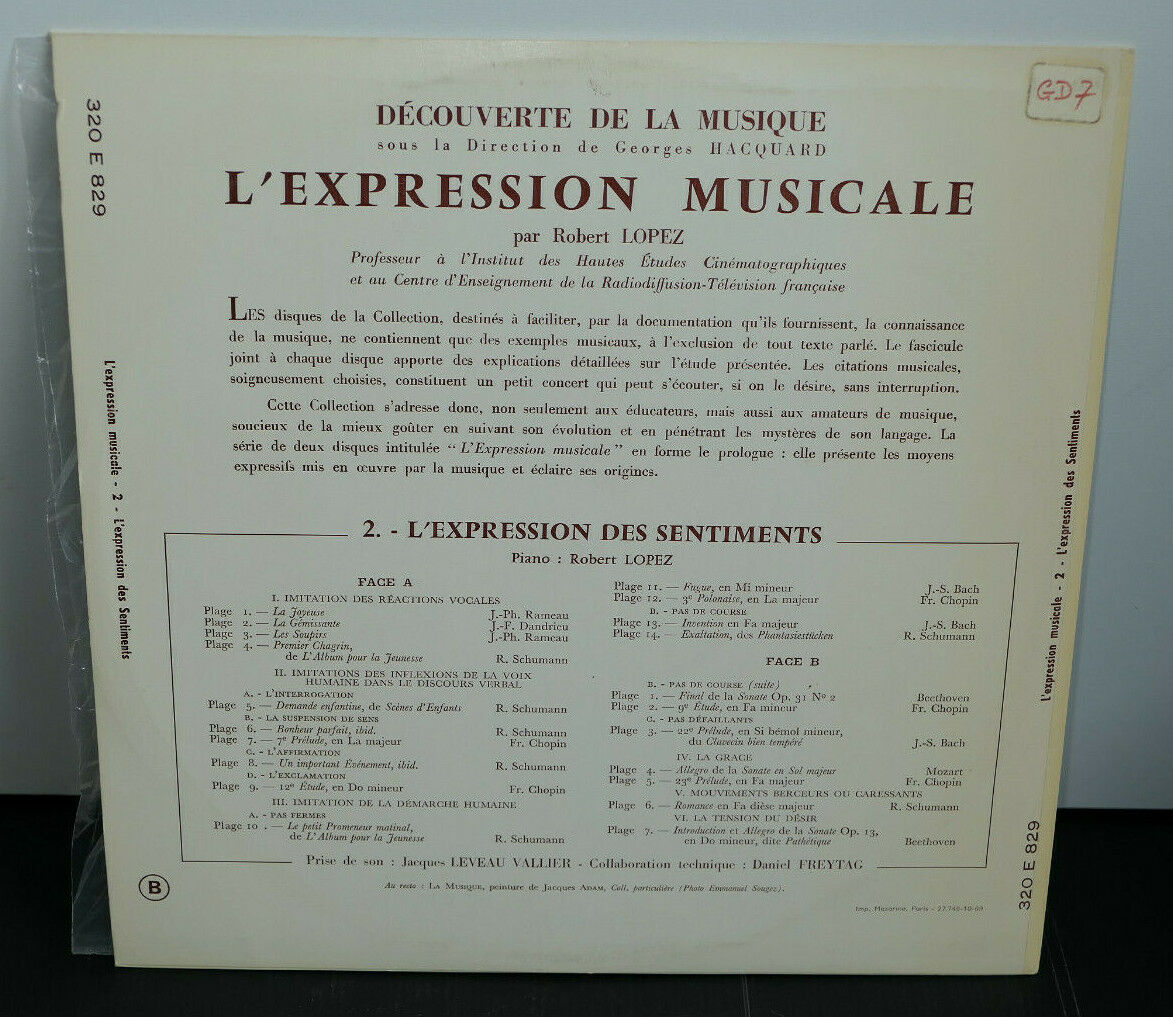 GD7
320 E 829
DÉCOUVERTE DE LA MUSIQUE
sous la Direction de Georges HACQUARD
L'EXPRESSION MUSICALE
par Robert LOPEZ
Professeur à l'Institut des Hautes Études Cinématographiques
et au Centre d'Enseignement de la Radiodiffusion-Télévision française
LES disques de la Collection, destinés à faciliter, par la documentation qu'ils fournissent, la connaissance
de la musique, ne contiennent que des exemples musicaux, à l'exclusion de tout texte parlé. Le fascicule
joint à chaque disque apporte des explications détaillées sur l'étude présentée. Les citations musicales,
soigneusement choisies, constituent un petit concert qui peut s'écouter, si on le désire, sans interruption.
Cette Collection s'adresse donc, non seulement aux éducateurs, mais aussi aux amateurs de musique,
soucieux de la mieux goûter en suivant son évolution et en pénétrant les mystères de son langage. La
série de deux disques intitulée " L'Expression musicale" en forme le prologue : elle présente les moyens
expressifs mis en œuvre par la musique et éclaire ses origines.
L'expression musicale - 2 - L'expression des Sentiments
L'expression musicale - 2 - L'expression des Sentiments
2. - L'EXPRESSION DES SENTIMENTS
Piano : Robert LOPEZ
FACE A
I. IMITATION DES RÉACTIONS VOCALES
Plage 1. — La Joyeuse J.-Ph. Rameau
Plage 2. — La Gémissante J.-F. Dandrieu
Plage 3. — Les Soupirs J.-Ph. Rameau
Plage 4. — Premier Chagrin,
de L'Album pour la Jeunesse R. Schumann
II. IMITATIONS DES INFLEXIONS DE LA VOIX
HUMAINE DANS LE DISCOURS VERBAL
A. - L'INTERROGATION
Plage 5. — Demande enfantine, de Scènes d'Enfants R. Schumann
B. - LA SUSPENSION DE SENS
Plage 6. — Bonheur parfait, ibid. R. Schumann
Plage 7. — 7e Prélude, en La majeur Fr. Chopin
C. - L'AFFIRMATION
Plage 8. — Un important Événement, ibid. R. Schumann
D. - L'EXCLAMATION
Plage 9. — 12e Étude, en Do mineur Fr. Chopin
III. IMITATION DE LA DÉMARCHE HUMAINE
A. - PAS FERMES
Plage 10 . — Le petit Promeneur matinal,
de L'Album pour la Jeunesse R. Schumann
Plage 11. — Fugue, en Mi mineur J.-S. Bach
Plage 12. — 3e Polonaise, en La majeur Fr. Chopin
B. - PAS DE COURSE
Plage 13. — Invention en Fa majeur J.-S. Bach
Plage 14. — Exaltation, des Phantasiestücken R. Schumann
FACE B
B. - PAS DE COURSE (suite)
Plage 1. — Final de la Sonate Op. 31 No 2 Beethoven
Plage 2. — 9e Étude, en Fa mineur Fr. Chopin
C. - PAS DÉFAILLANTS
Plage 3. — 22e Prélude, en Si bémol mineur,
du Clavecin bien tempéré J.-S. Bach
IV. LA GRACE
Plage 4. — Allegro de la Sonate en Sol majeur Mozart
Plage 5. — 23e Prélude, en Fa majeur Fr. Chopin
V. MOUVEMENTS BERCEURS OU CARESSANTS
Plage 6. — Romance en Fa dièse majeur R. Schumann
VI. LA TENSION DU DÉSIR
Plage 7. — Introduction et Allegro de la Sonate Op. 13,
en Do mineur, dite Pathétique Beethoven
Prise de son : Jacques LEVEAU VALLIER - Collaboration technique : Daniel FREYTAG
Au recto : LA MUSIQUE, peinture de Jacques ADAM, Coll. particulière (Photo Emmanuel Sougez).
B
Imp. Mazarine, Paris - 27.746-10-69
320 E 829